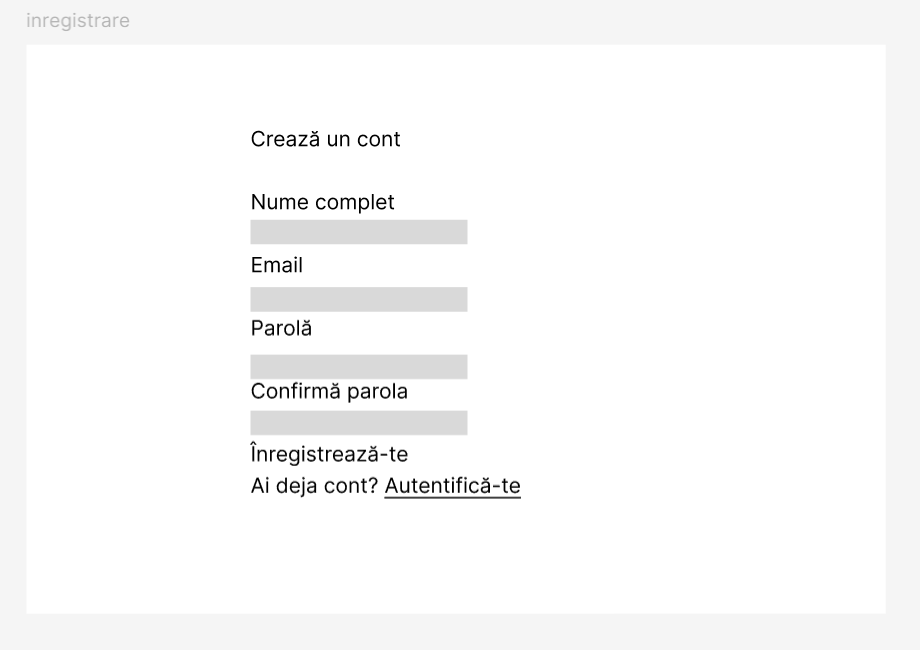 inregistrare
Crează un cont
Nume complet
Email
Parolă
Confirmă parola
Înregistrează-te
Ai deja cont? Autentifică-te